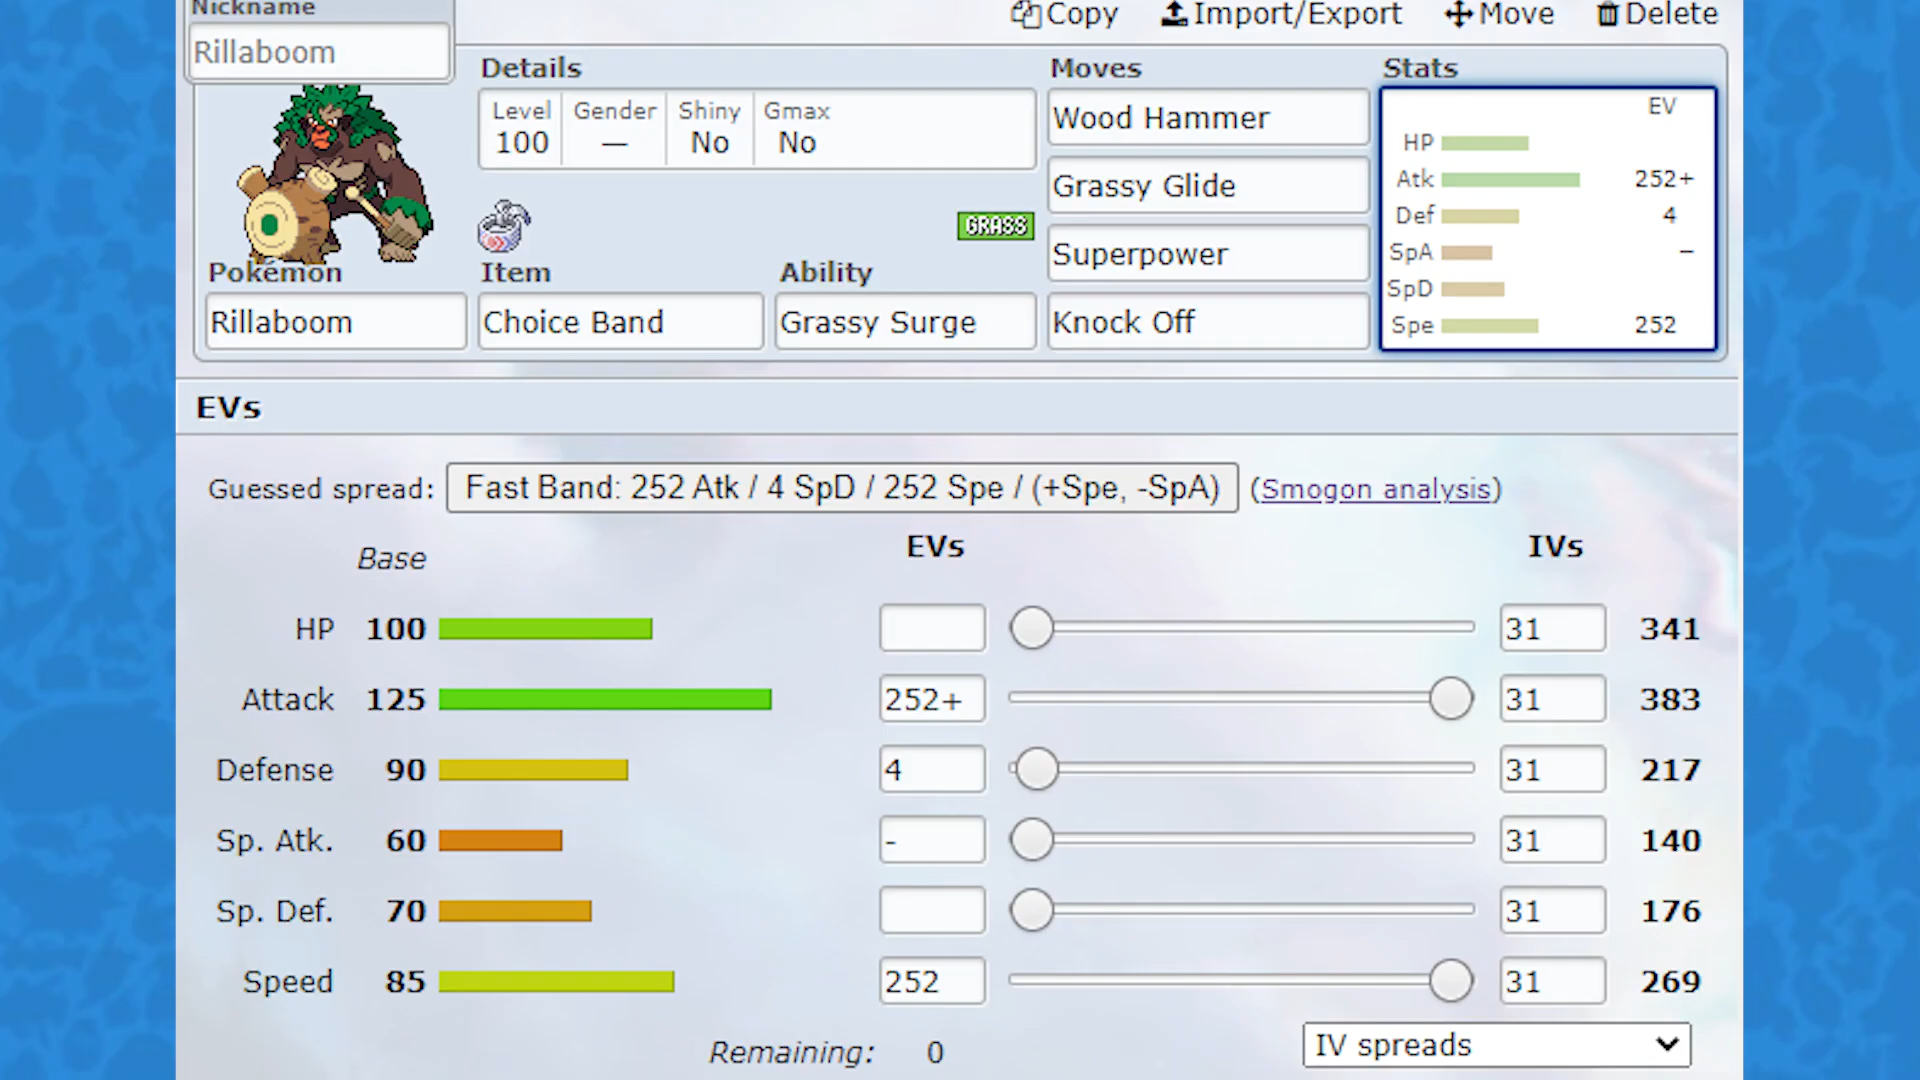 Nickname
Rillaboom
Copy Import/Export Move Delete
Details
Level Gender Shiny Gmax
100 — No No
GRASS
Pokémon Item Ability
Rillaboom Choice Band Grassy Surge
Moves
Wood Hammer
Grassy Glide
Superpower
Knock Off
Stats
EV
HP
Atk 252+
Def 4
SpA −
SpD
Spe 252
EVs
Guessed spread: Fast Band: 252 Atk / 4 SpD / 252 Spe / (+Spe, -SpA) (Smogon analysis)
Base EVs IVs
HP 100 31 341
Attack 125 252+ 31 383
Defense 90 4 31 217
Sp. Atk. 60 - 31 140
Sp. Def. 70 31 176
Speed 85 252 31 269
Remaining: 0 IV spreads